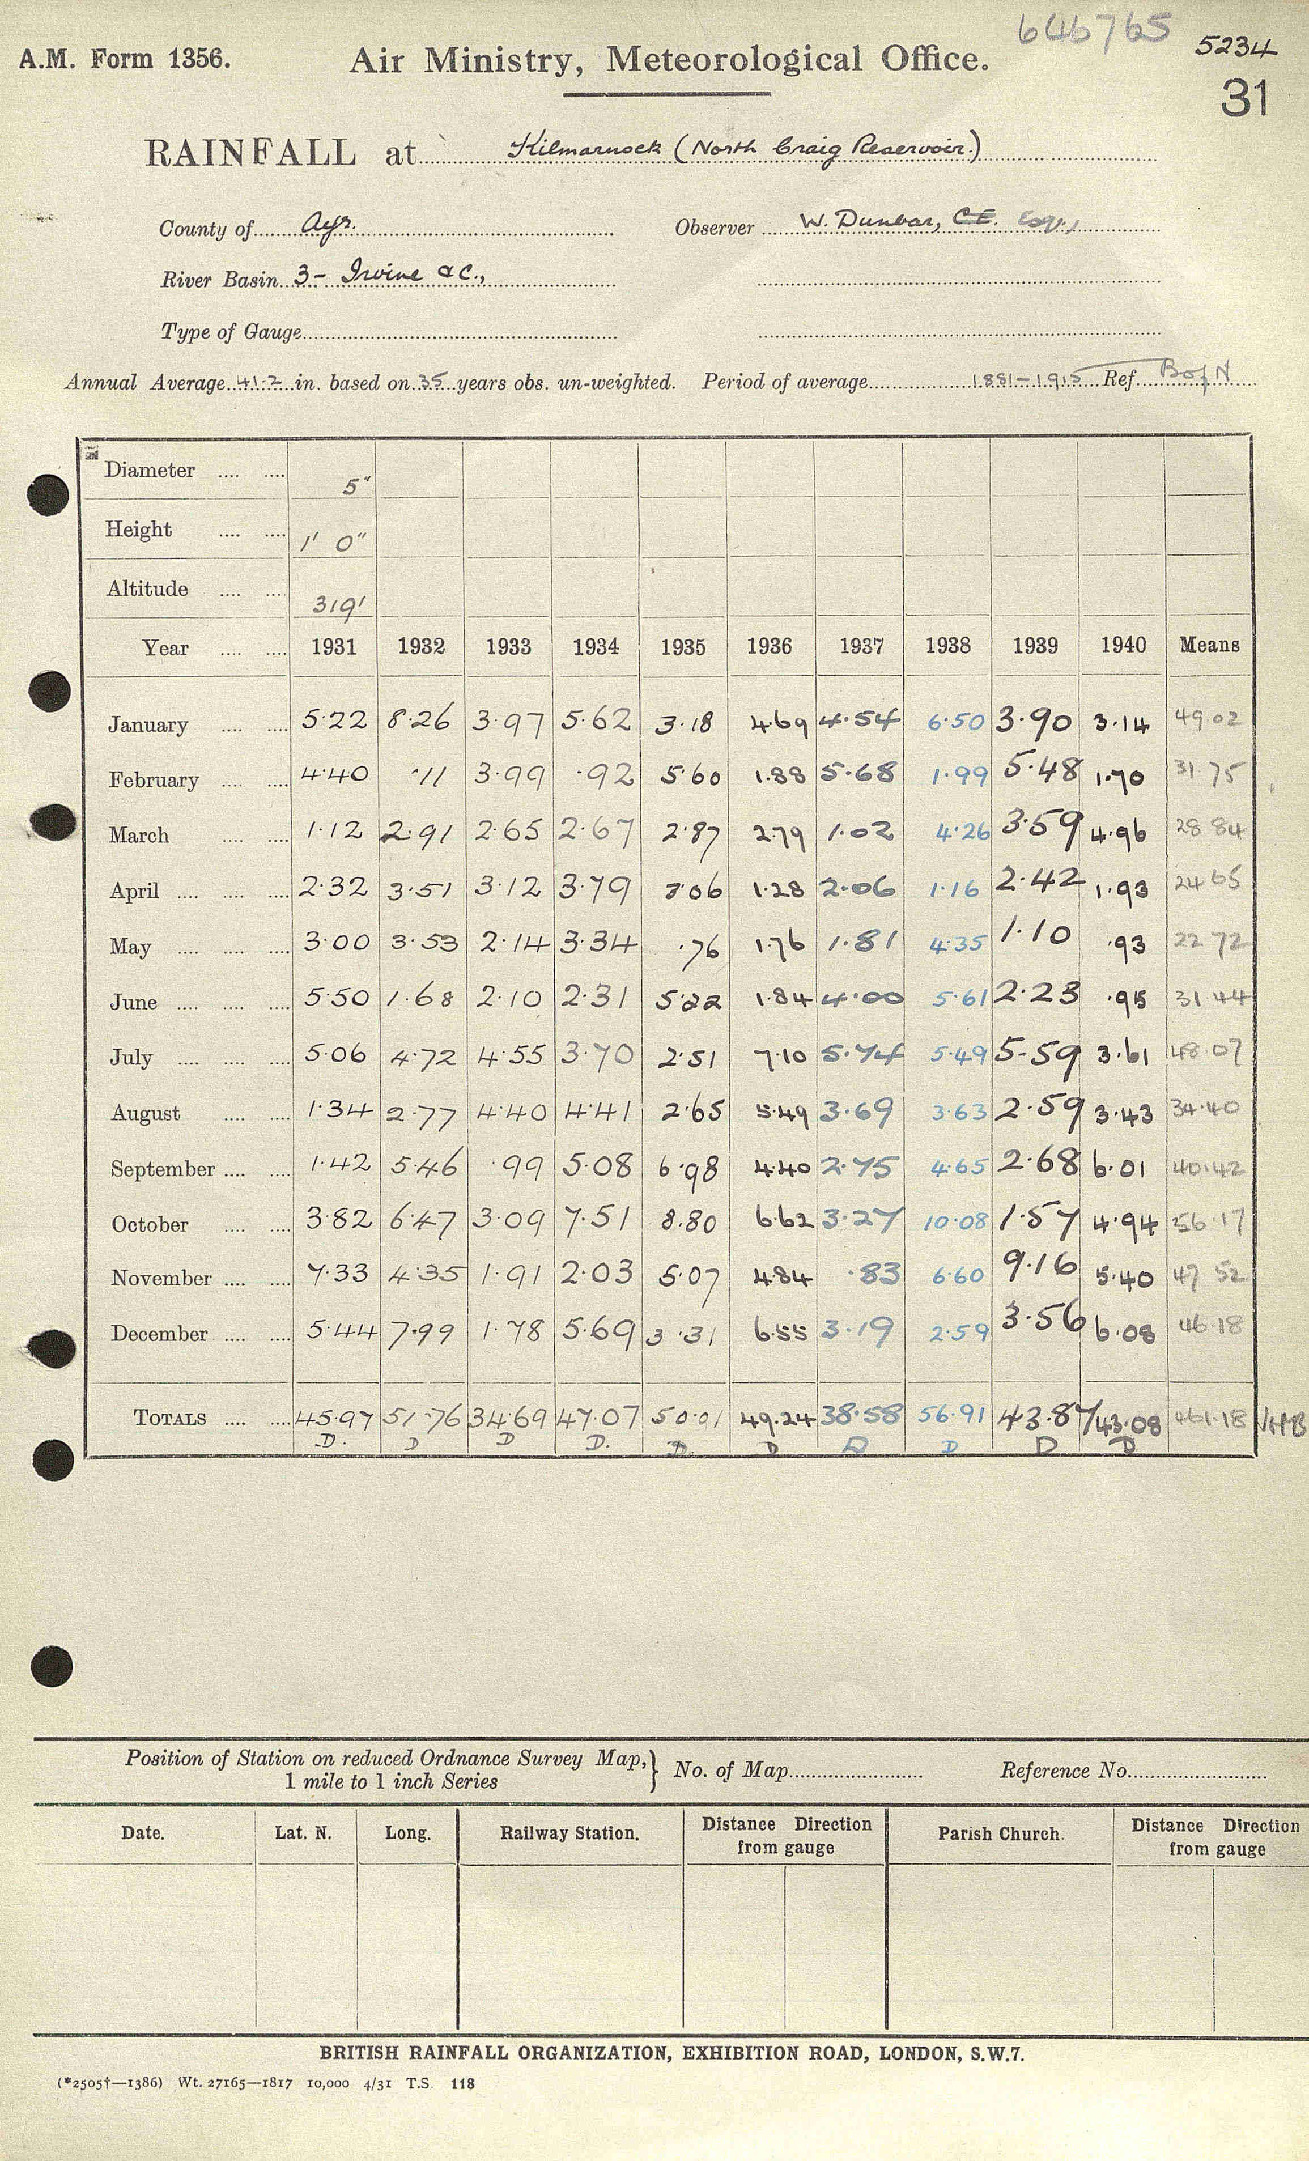 646765
5234
31
A.M. Form 1356. Air Ministry, Meteorological Office.
RAINFALL at Kilmarnock (North Craig Reservoir.)
County of Ayr. Observer W. Dunbar, C.E. Esq.,
River Basin 3- Irvine &c.,
Type of Gauge
Annual Average 41.2 in. based on 35 years obs. un-weighted. Period of average 1881-1915 Ref. B of N
Diameter 5"
Height 1' 0"
Altitude 319'
Year 1931 1932 1933 1934 1935 1936 1937 1938 1939 1940 Means
January 5.22 8.26 3.97 5.62 3.18 4.69 4.54 6.50 3.90 3.14 49.02
February 4.40 .11 3.99 .92 5.60 1.88 5.68 1.99 5.48 1.70 31.75
March 1.12 2.91 2.65 2.67 2.87 2.79 1.02 4.26 3.59 4.96 28.84
April 2.32 3.51 3.12 3.79 3.06 1.28 2.06 1.16 2.42 1.93 24.65
May 3.00 3.53 2.14 3.34 .76 1.76 1.81 4.35 1.10 .93 22.72
June 5.50 1.68 2.10 2.31 5.22 1.84 4.00 5.61 2.23 .95 31.44
July 5.06 4.72 4.55 3.70 2.51 7.10 5.74 5.49 5.59 3.61 48.07
August 1.34 2.77 4.40 4.41 2.65 5.49 3.69 3.63 2.59 3.43 34.40
September 1.42 5.46 .99 5.08 6.98 4.40 2.75 4.65 2.68 6.01 40.42
October 3.82 6.47 3.09 7.51 8.80 6.62 3.27 10.08 1.57 4.94 56.17
November 7.33 4.35 1.91 2.03 5.07 4.84 .83 6.60 9.16 5.40 47.52
December 5.44 7.99 1.78 5.69 3.31 6.55 3.19 2.59 3.56 6.08 46.18
TOTALS 45.97 51.76 34.69 47.07 50.01 49.24 38.58 56.91 43.87 43.08 461.18
D. D D D. D. D D D D D
Position of Station on reduced Ordnance Survey Map,
1 mile to 1 inch Series
No. of Map Reference No.
Date. Lat. N. Long. Railway Station. Distance Direction from gauge Parish Church. Distance Direction from gauge
BRITISH RAINFALL ORGANIZATION, EXHIBITION ROAD, LONDON, S.W.7.
(*2505†—1386) Wt. 27165—1817 10,000 4/31 T.S. 118